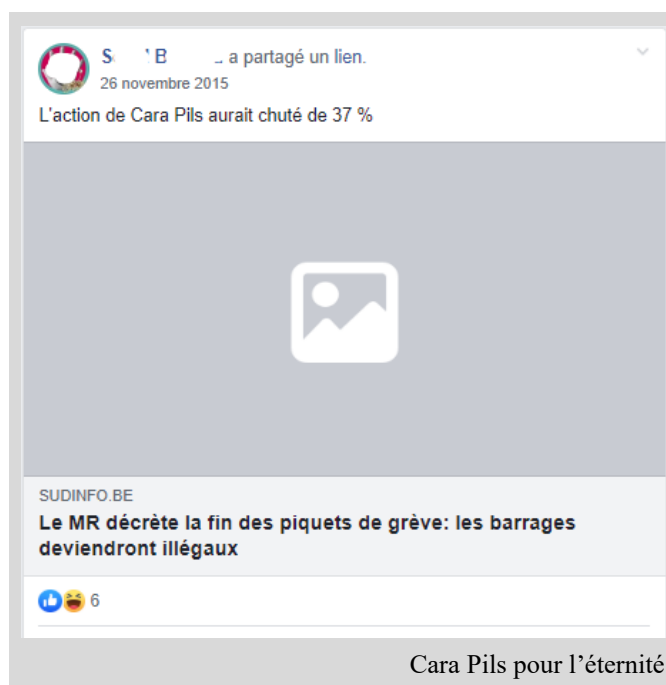 a partagé un lien.
26 novembre 2015
L'action de Cara Pils aurait chuté de 37 %
SUDINFO.BE
Le MR décrète la fin des piquets de grève: les barrages
deviendront illégaux
6
Cara Pils pour l’éternité